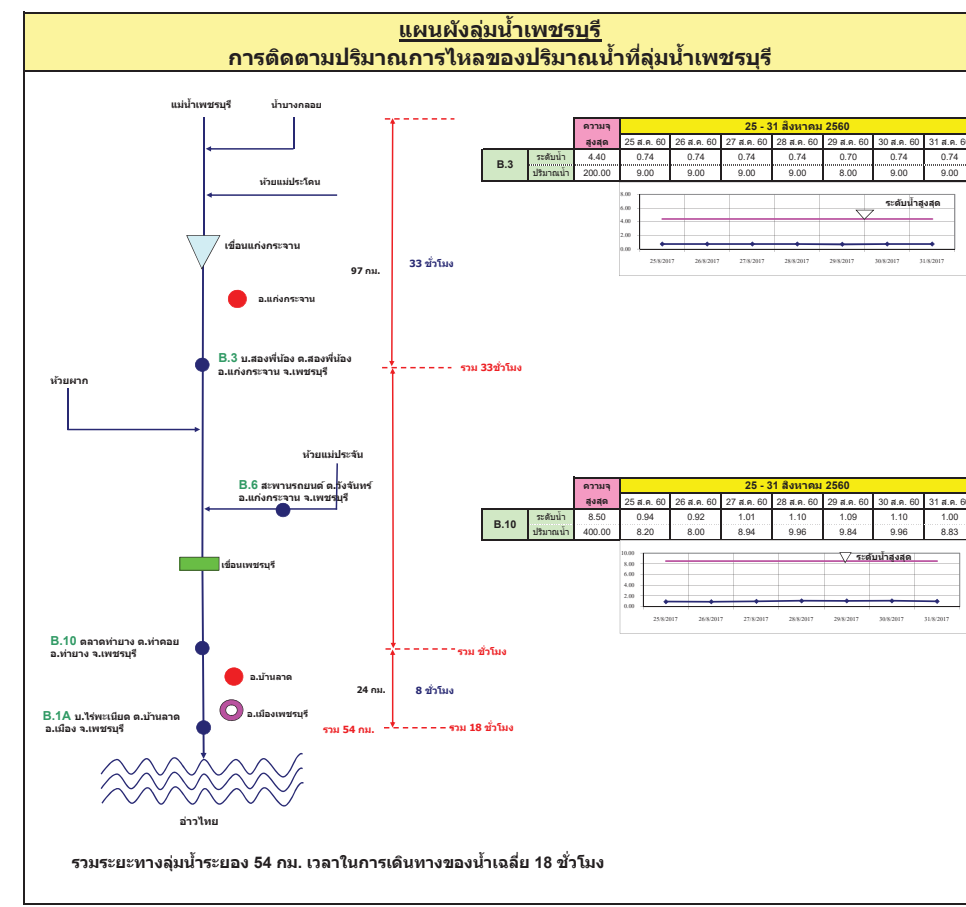 แผนผังลุ่มน้ำเพชรบุรี
การติดตามปริมาณการไหลของปริมาณน้ำที่ลุ่มน้ำเพชรบุรี
แม่น้ำเพชรบุรี
น้ำบางกลอย
ห้วยแม่ประโดน
เขื่อนแก่งกระจาน
97 กม.
33 ชั่วโมง
อ.แก่งกระจาน
B.3 บ.สองพี่น้อง ต.สองพี่น้อง
อ.แก่งกระจาน จ.เพชรบุรี
รวม 33ชั่วโมง
ห้วยผาก
ห้วยแม่ประจัน
B.6 สะพานรถยนต์ ต.วังจันทร์
อ.แก่งกระจาน จ.เพชรบุรี
เขื่อนเพชรบุรี
B.10 ตลาดท่ายาง ต.ท่าคอย
อ.ท่ายาง จ.เพชรบุรี
รวม ชั่วโมง
อ.บ้านลาด
24 กม.
8 ชั่วโมง
อ.เมืองเพชรบุรี
B.1A บ.ไร่พะเนียด ต.บ้านลาด
อ.เมือง จ.เพชรบุรี
รวม 54 กม.
รวม 18 ชั่วโมง
อ่าวไทย
รวมระยะทางลุ่มน้ำระยอง 54 กม. เวลาในการเดินทางของน้ำเฉลี่ย 18 ชั่วโมง
ความจุ 25 - 31 สิงหาคม 2560
สูงสุด 25 ส.ค. 60 26 ส.ค. 60 27 ส.ค. 60 28 ส.ค. 60 29 ส.ค. 60 30 ส.ค. 60 31 ส.ค. 6
B.3 ระดับน้ำ 4.40 0.74 0.74 0.74 0.74 0.70 0.74 0.74
ปริมาณน้ำ 200.00 9.00 9.00 9.00 9.00 8.00 9.00 9.00
8.00
6.00
4.00
2.00
0.00
ระดับน้ำสูงสุด
25/8/2017 26/8/2017 27/8/2017 28/8/2017 29/8/2017 30/8/2017 31/8/2017
ความจุ 25 - 31 สิงหาคม 2560
สูงสุด 25 ส.ค. 60 26 ส.ค. 60 27 ส.ค. 60 28 ส.ค. 60 29 ส.ค. 60 30 ส.ค. 60 31 ส.ค. 6
B.10 ระดับน้ำ 8.50 0.94 0.92 1.01 1.10 1.09 1.10 1.00
ปริมาณน้ำ 400.00 8.20 8.00 8.94 9.96 9.84 9.96 8.83
10.00
8.00
6.00
4.00
2.00
0.00
ระดับน้ำสูงสุด
25/8/2017 26/8/2017 27/8/2017 28/8/2017 29/8/2017 30/8/2017 31/8/2017